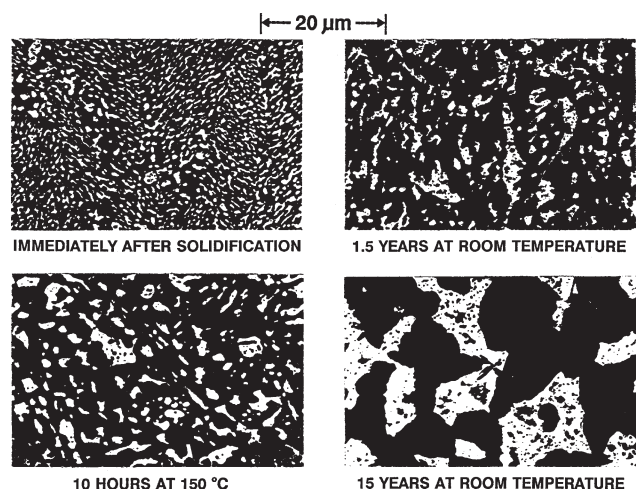 20 µm
IMMEDIATELY AFTER SOLIDIFICATION
1.5 YEARS AT ROOM TEMPERATURE
10 HOURS AT 150 °C
15 YEARS AT ROOM TEMPERATURE